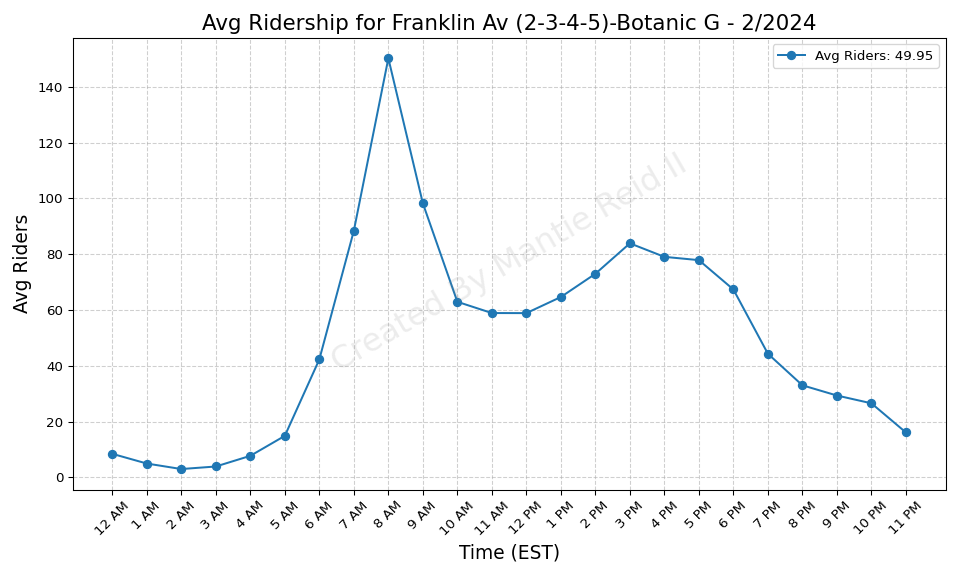 Avg Ridership for Franklin Av (2-3-4-5)-Botanic G - 2/2024
Avg Riders: 49.95
Avg Riders
140
120
100
80
60
40
20
0
Created By Mantie Reid II
12 AM
1 AM
2 AM
3 AM
4 AM
5 AM
6 AM
7 AM
8 AM
9 AM
10 AM
11 AM
12 PM
1 PM
2 PM
3 PM
4 PM
5 PM
6 PM
7 PM
8 PM
9 PM
10 PM
11 PM
Time (EST)